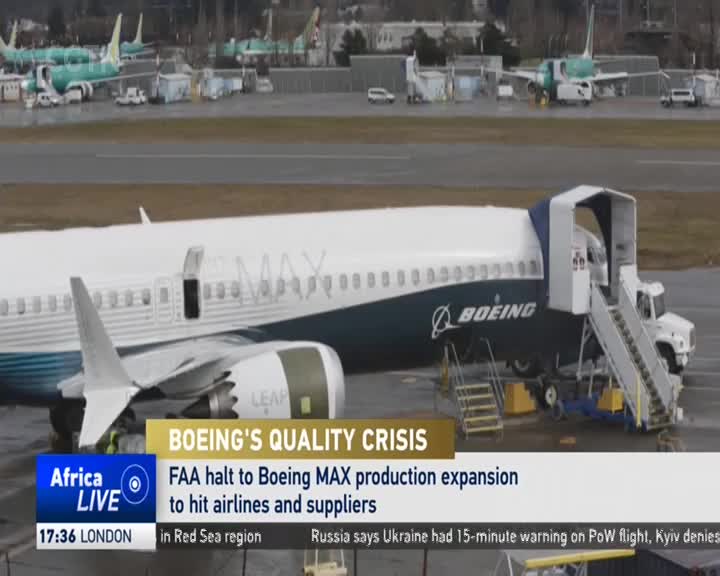 MAX
BOEING
LEAP
BOEING'S QUALITY CRISIS
FAA halt to Boeing MAX production expansion
to hit airlines and suppliers
Africa
LIVE
17:36 LONDON
in Red Sea region Russia says Ukraine had 15-minute warning on PoW flight, Kyiv denies